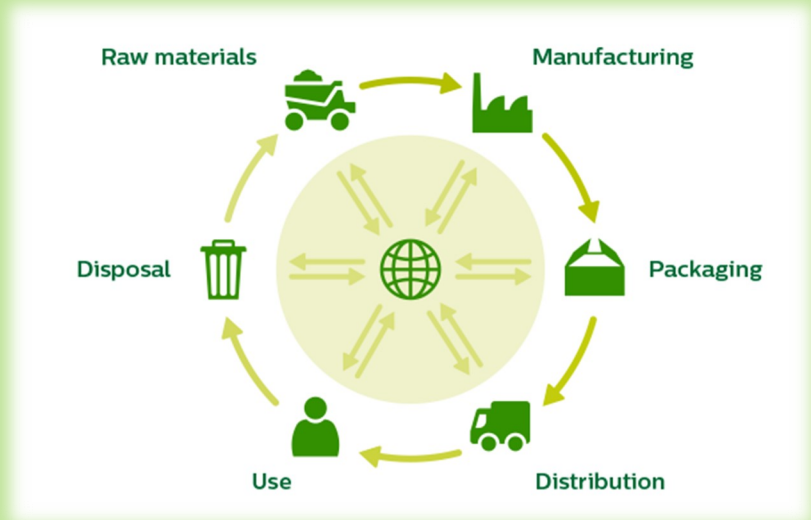 Raw materials
Manufacturing
Disposal
Packaging
Use
Distribution